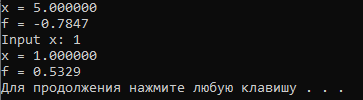 x = 5.000000
f = -0.7847
Input x: 1
x = 1.000000
f = 0.5329
Для продолжения нажмите любую клавишу . . .